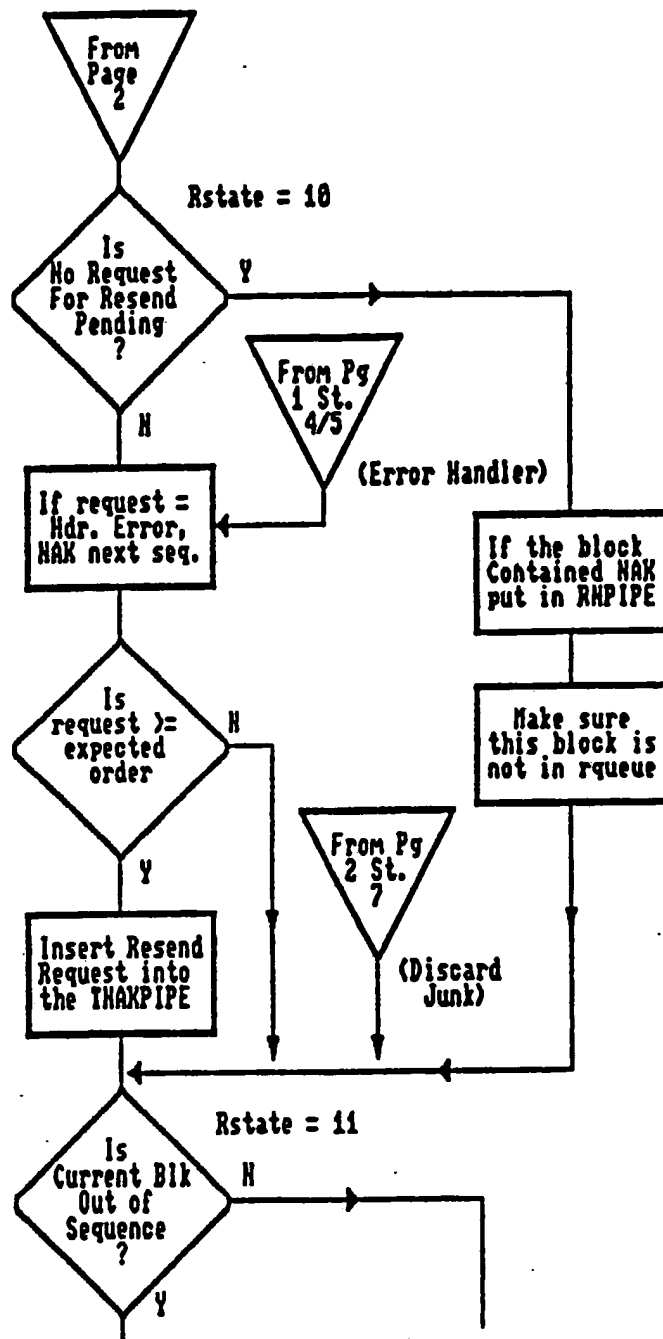 From
Page
2
Rstate = 10
Is
No Request
For Resend
Pending
?
Y
N
From Pg
1 St.
4/5
(Error Handler)
If request =
Hdr. Error,
NAK next seq.
If the block
Contained NAK
put in RNPIPE
Is
request >=
expected
order
N
Y
Make sure
this block is
not in rqueue
From Pg
2 St.
7
(Discard
Junk)
Insert Resend
Request into
the TNAKPIPE
Rstate = 11
Is
Current Blk
Out of
Sequence
?
N
Y